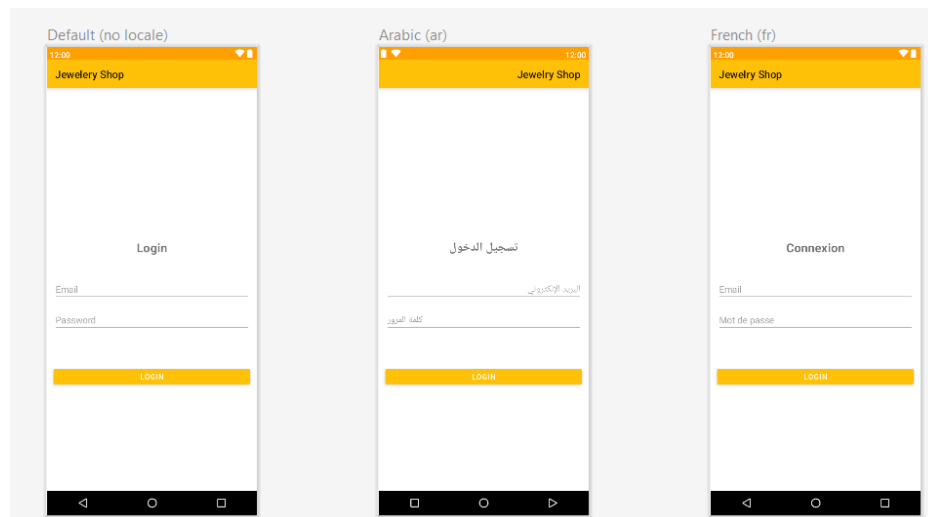 Default (no locale)
12:00
Jewelery Shop
Login
Email
Password
LOGIN
Arabic (ar)
12:00
Jewelry Shop
تسجيل الدخول
البريد الإلكتروني
كلمة المرور
LOGIN
French (fr)
12:00
Jewelry Shop
Connexion
Email
Mot de passe
LOGIN